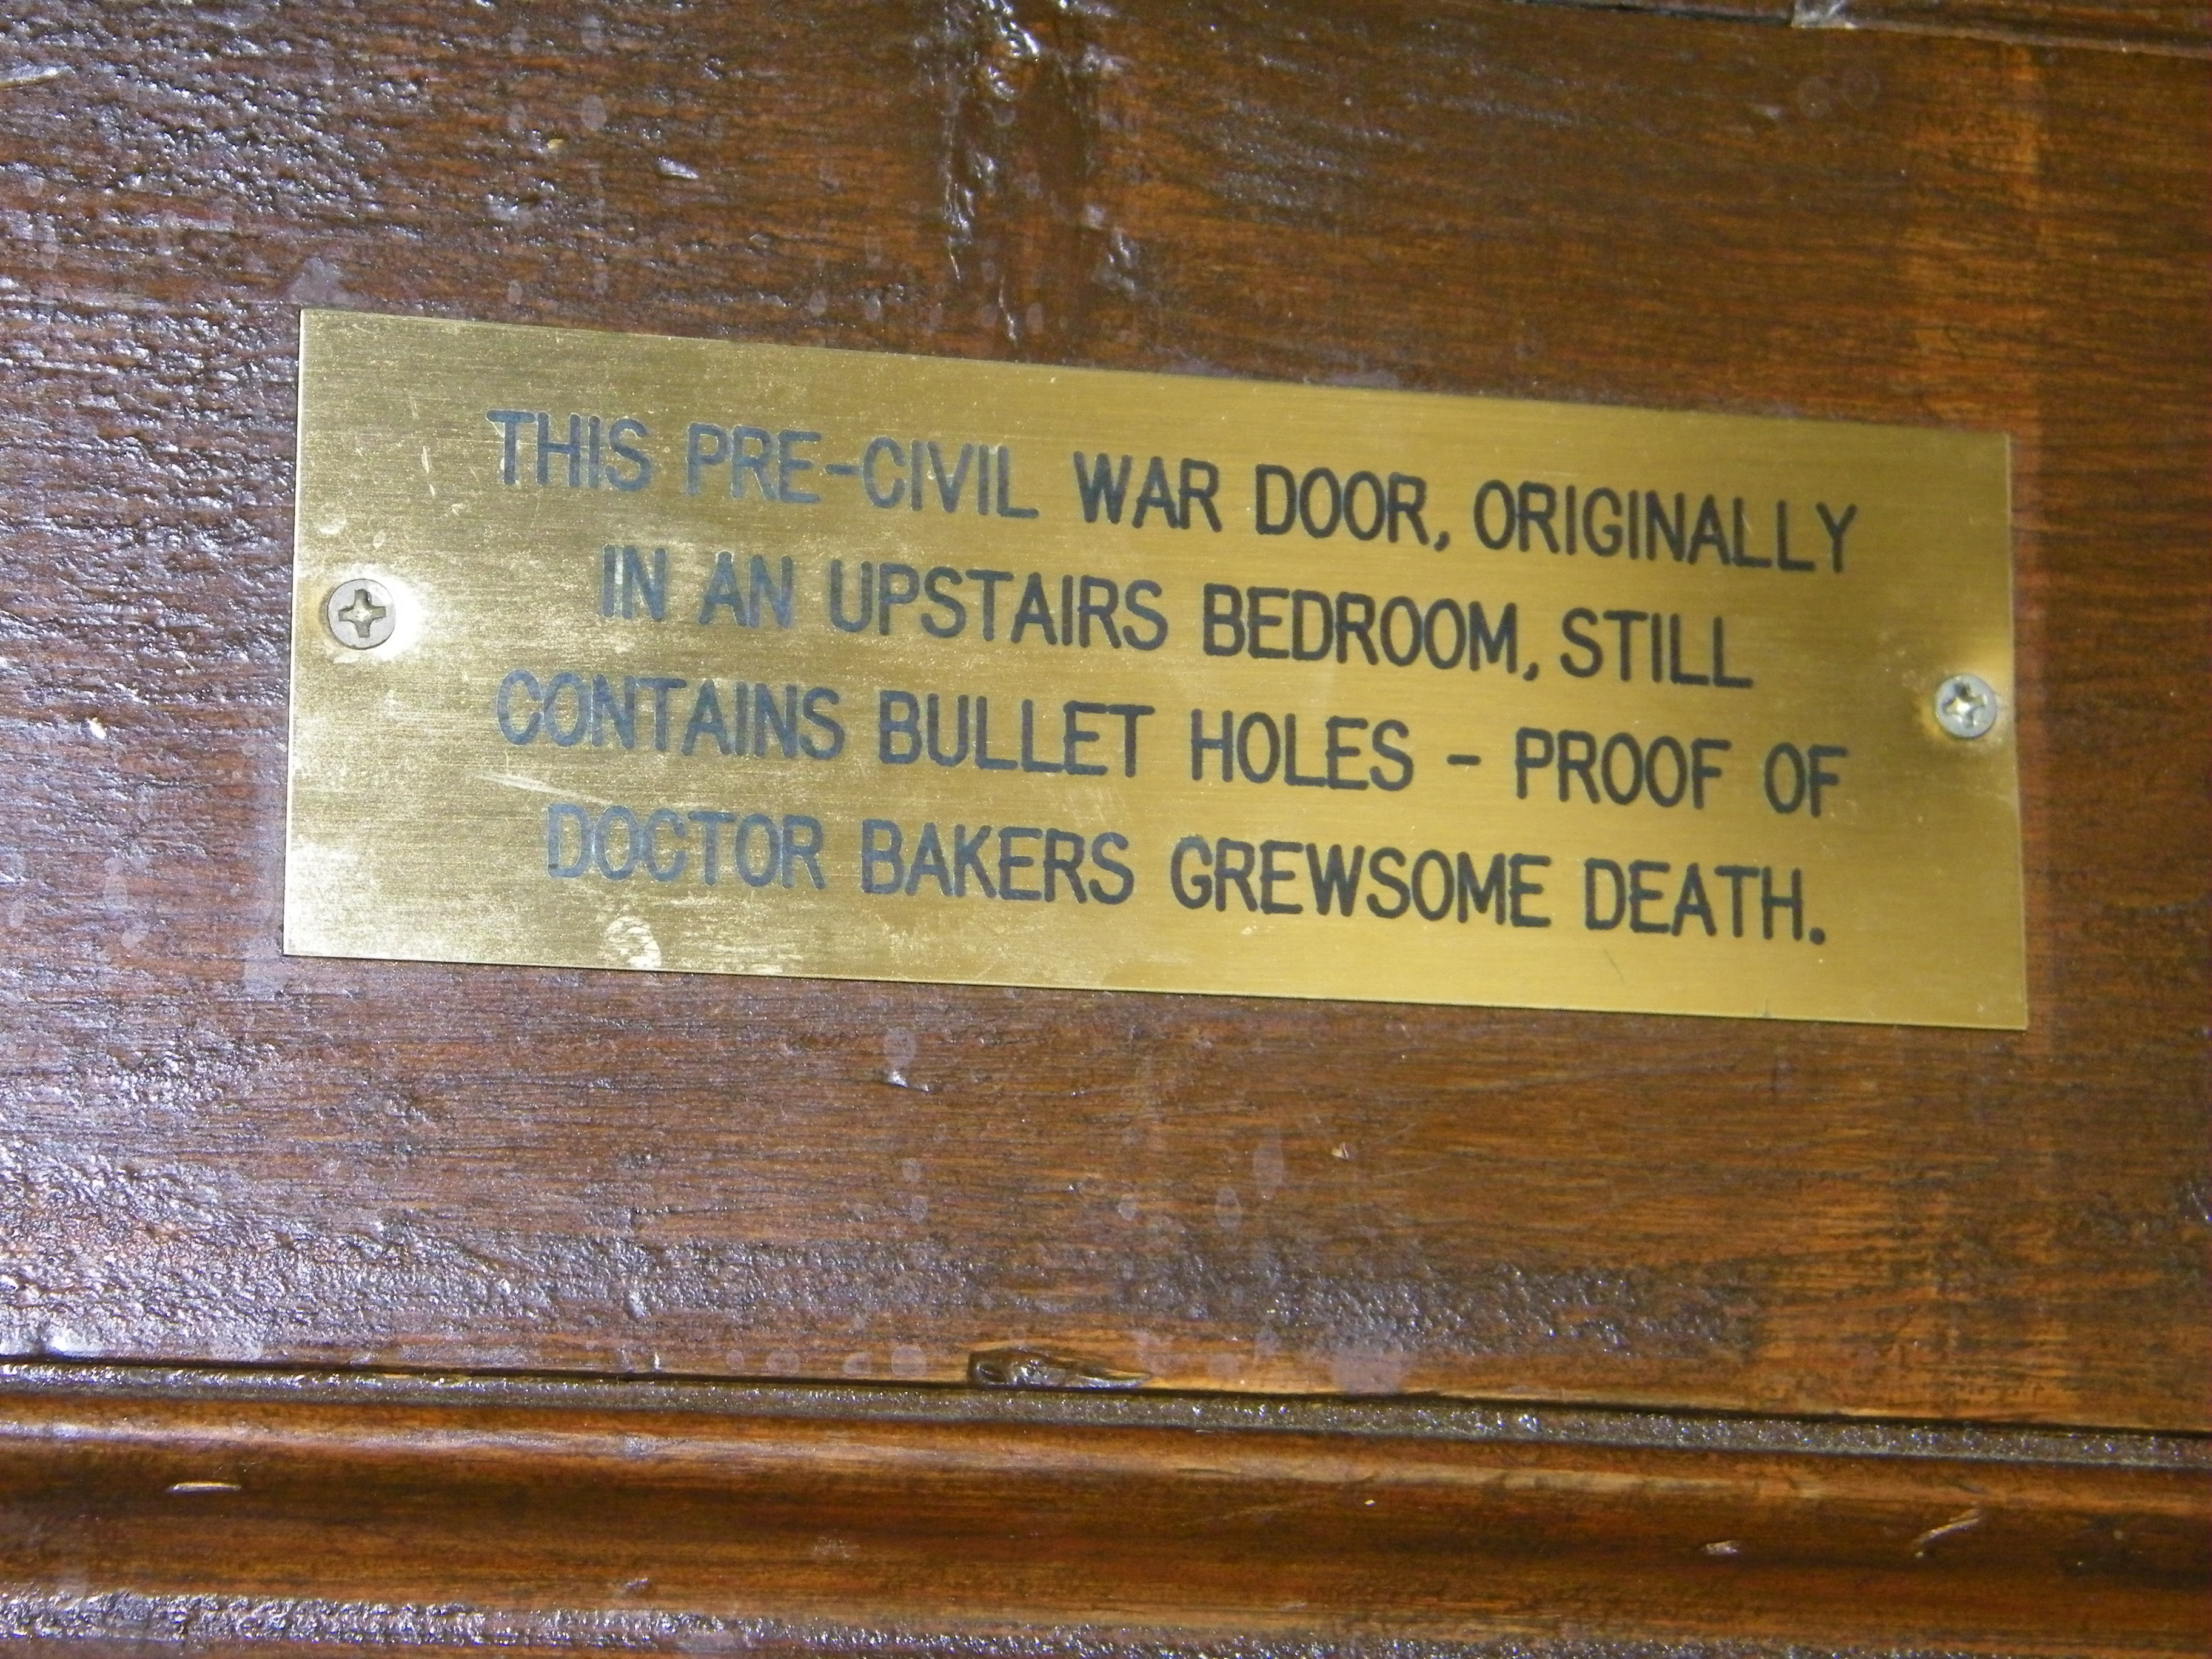 THIS PRE-CIVIL WAR DOOR, ORIGINALLY
IN AN UPSTAIRS BEDROOM, STILL
CONTAINS BULLET HOLES - PROOF OF
DOCTOR BAKERS GREWSOME DEATH.